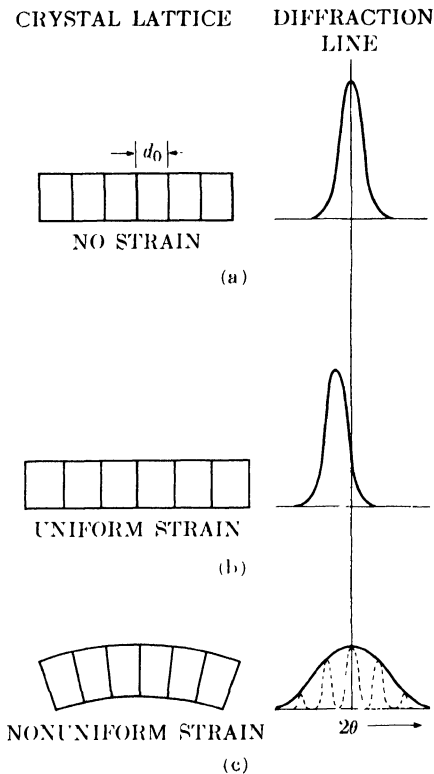 CRYSTAL LATTICE
DIFFRACTION
LINE
d₀
NO STRAIN
(a)
UNIFORM STRAIN
(b)
NONUNIFORM STRAIN
2θ
(c)